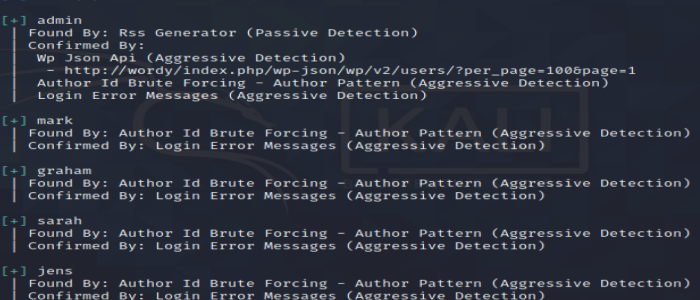 [+] admin
| Found By: Rss Generator (Passive Detection)
| Confirmed By:
|  Wp Json Api (Aggressive Detection)
|   - http://wordy/index.php/wp-json/wp/v2/users/?per_page=100&page=1
|  Author Id Brute Forcing - Author Pattern (Aggressive Detection)
|  Login Error Messages (Aggressive Detection)
[+] mark
| Found By: Author Id Brute Forcing - Author Pattern (Aggressive Detection)
| Confirmed By: Login Error Messages (Aggressive Detection)
[+] graham
| Found By: Author Id Brute Forcing - Author Pattern (Aggressive Detection)
| Confirmed By: Login Error Messages (Aggressive Detection)
[+] sarah
| Found By: Author Id Brute Forcing - Author Pattern (Aggressive Detection)
| Confirmed By: Login Error Messages (Aggressive Detection)
[+] jens
| Found By: Author Id Brute Forcing - Author Pattern (Aggressive Detection)
| Confirmed By: Login Error Messages (Aggressive Detection)
KALI